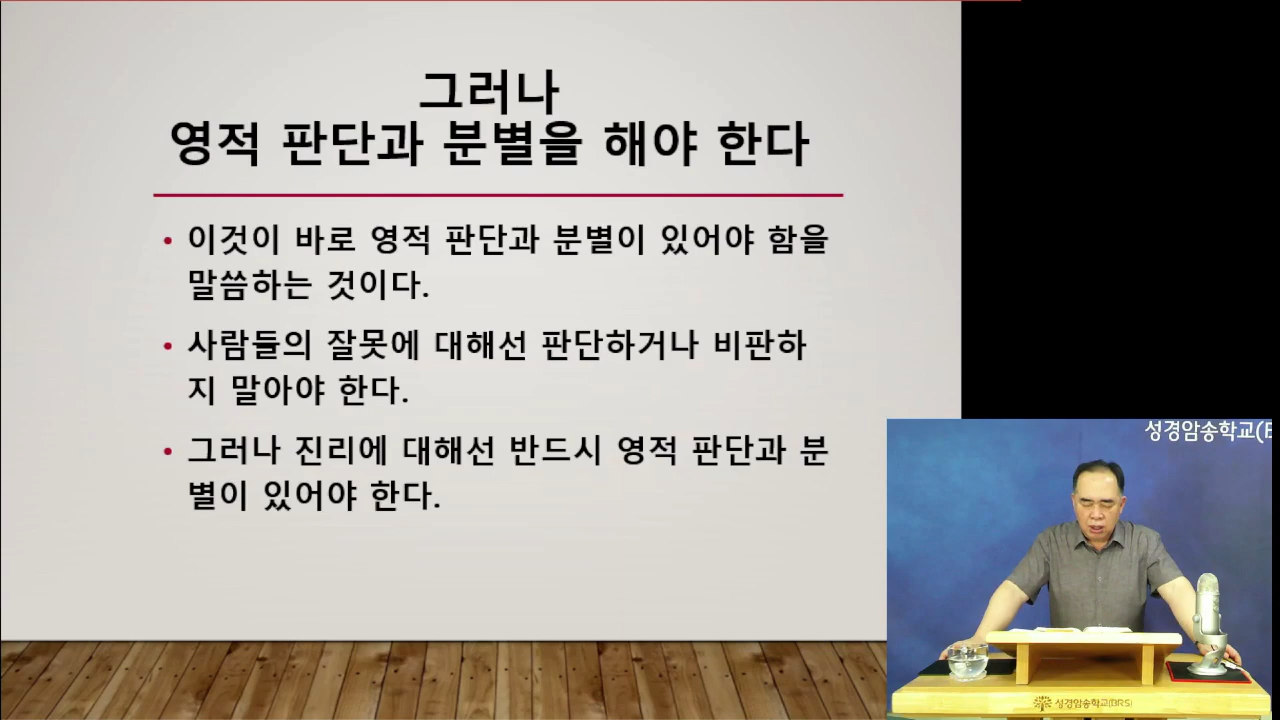 그러나
영적 판단과 분별을 해야 한다
• 이것이 바로 영적 판단과 분별이 있어야 함을
말씀하는 것이다.
• 사람들의 잘못에 대해선 판단하거나 비판하
지 말아야 한다.
• 그러나 진리에 대해선 반드시 영적 판단과 분
별이 있어야 한다.
성경암송학교(B
성경암송학교(BRS)